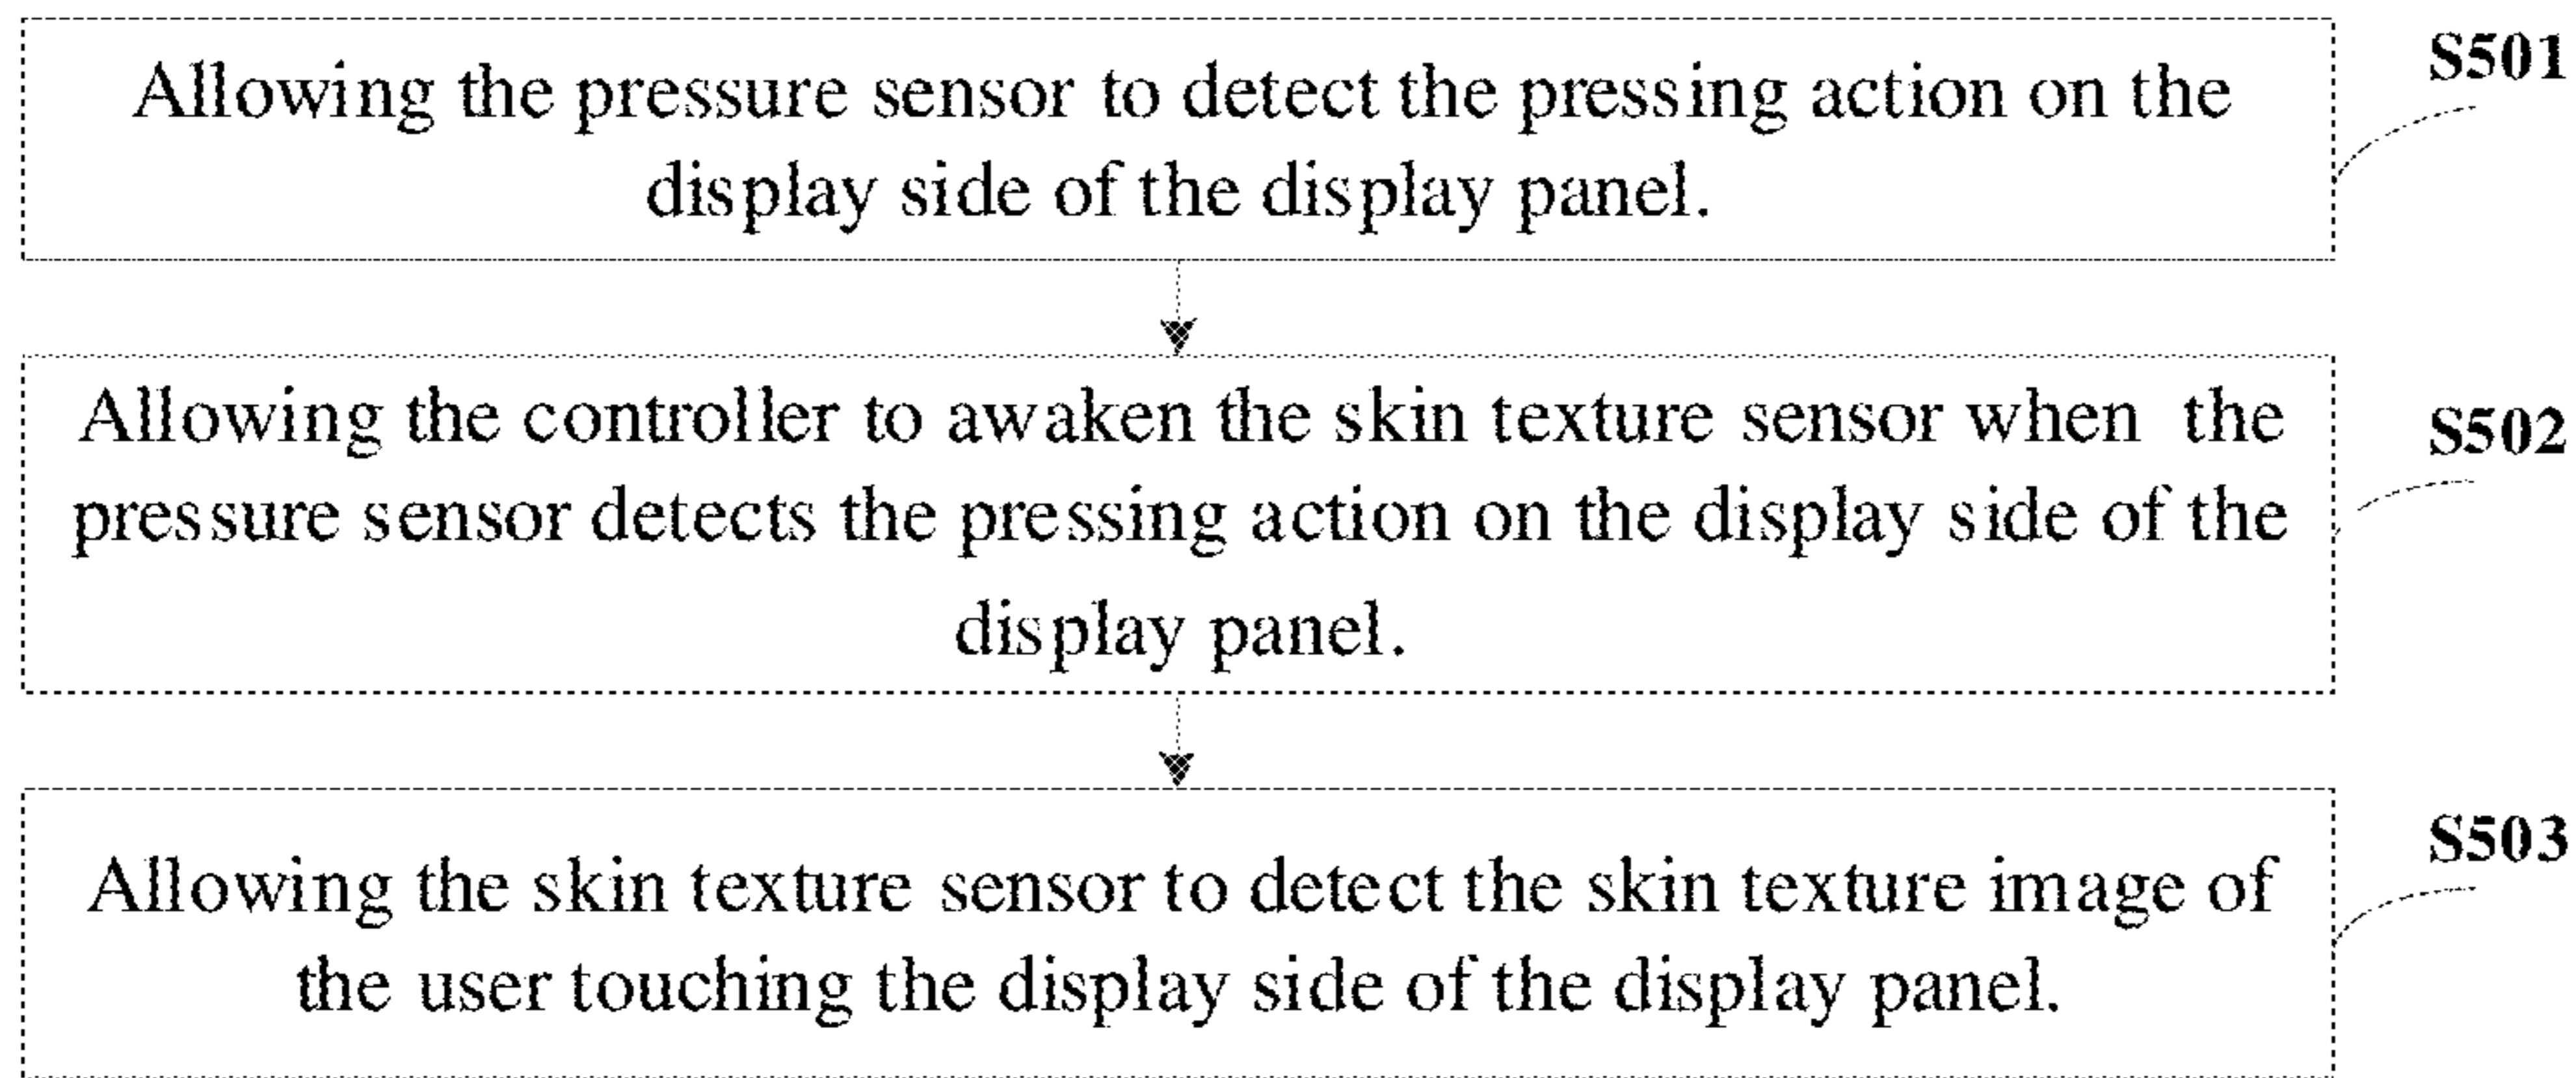 Allowing the pressure sensor to detect the pressing action on the
display side of the display panel.
S501
Allowing the controller to awaken the skin texture sensor when the
pressure sensor detects the pressing action on the display side of the
display panel.
S502
Allowing the skin texture sensor to detect the skin texture image of
the user touching the display side of the display panel.
S503